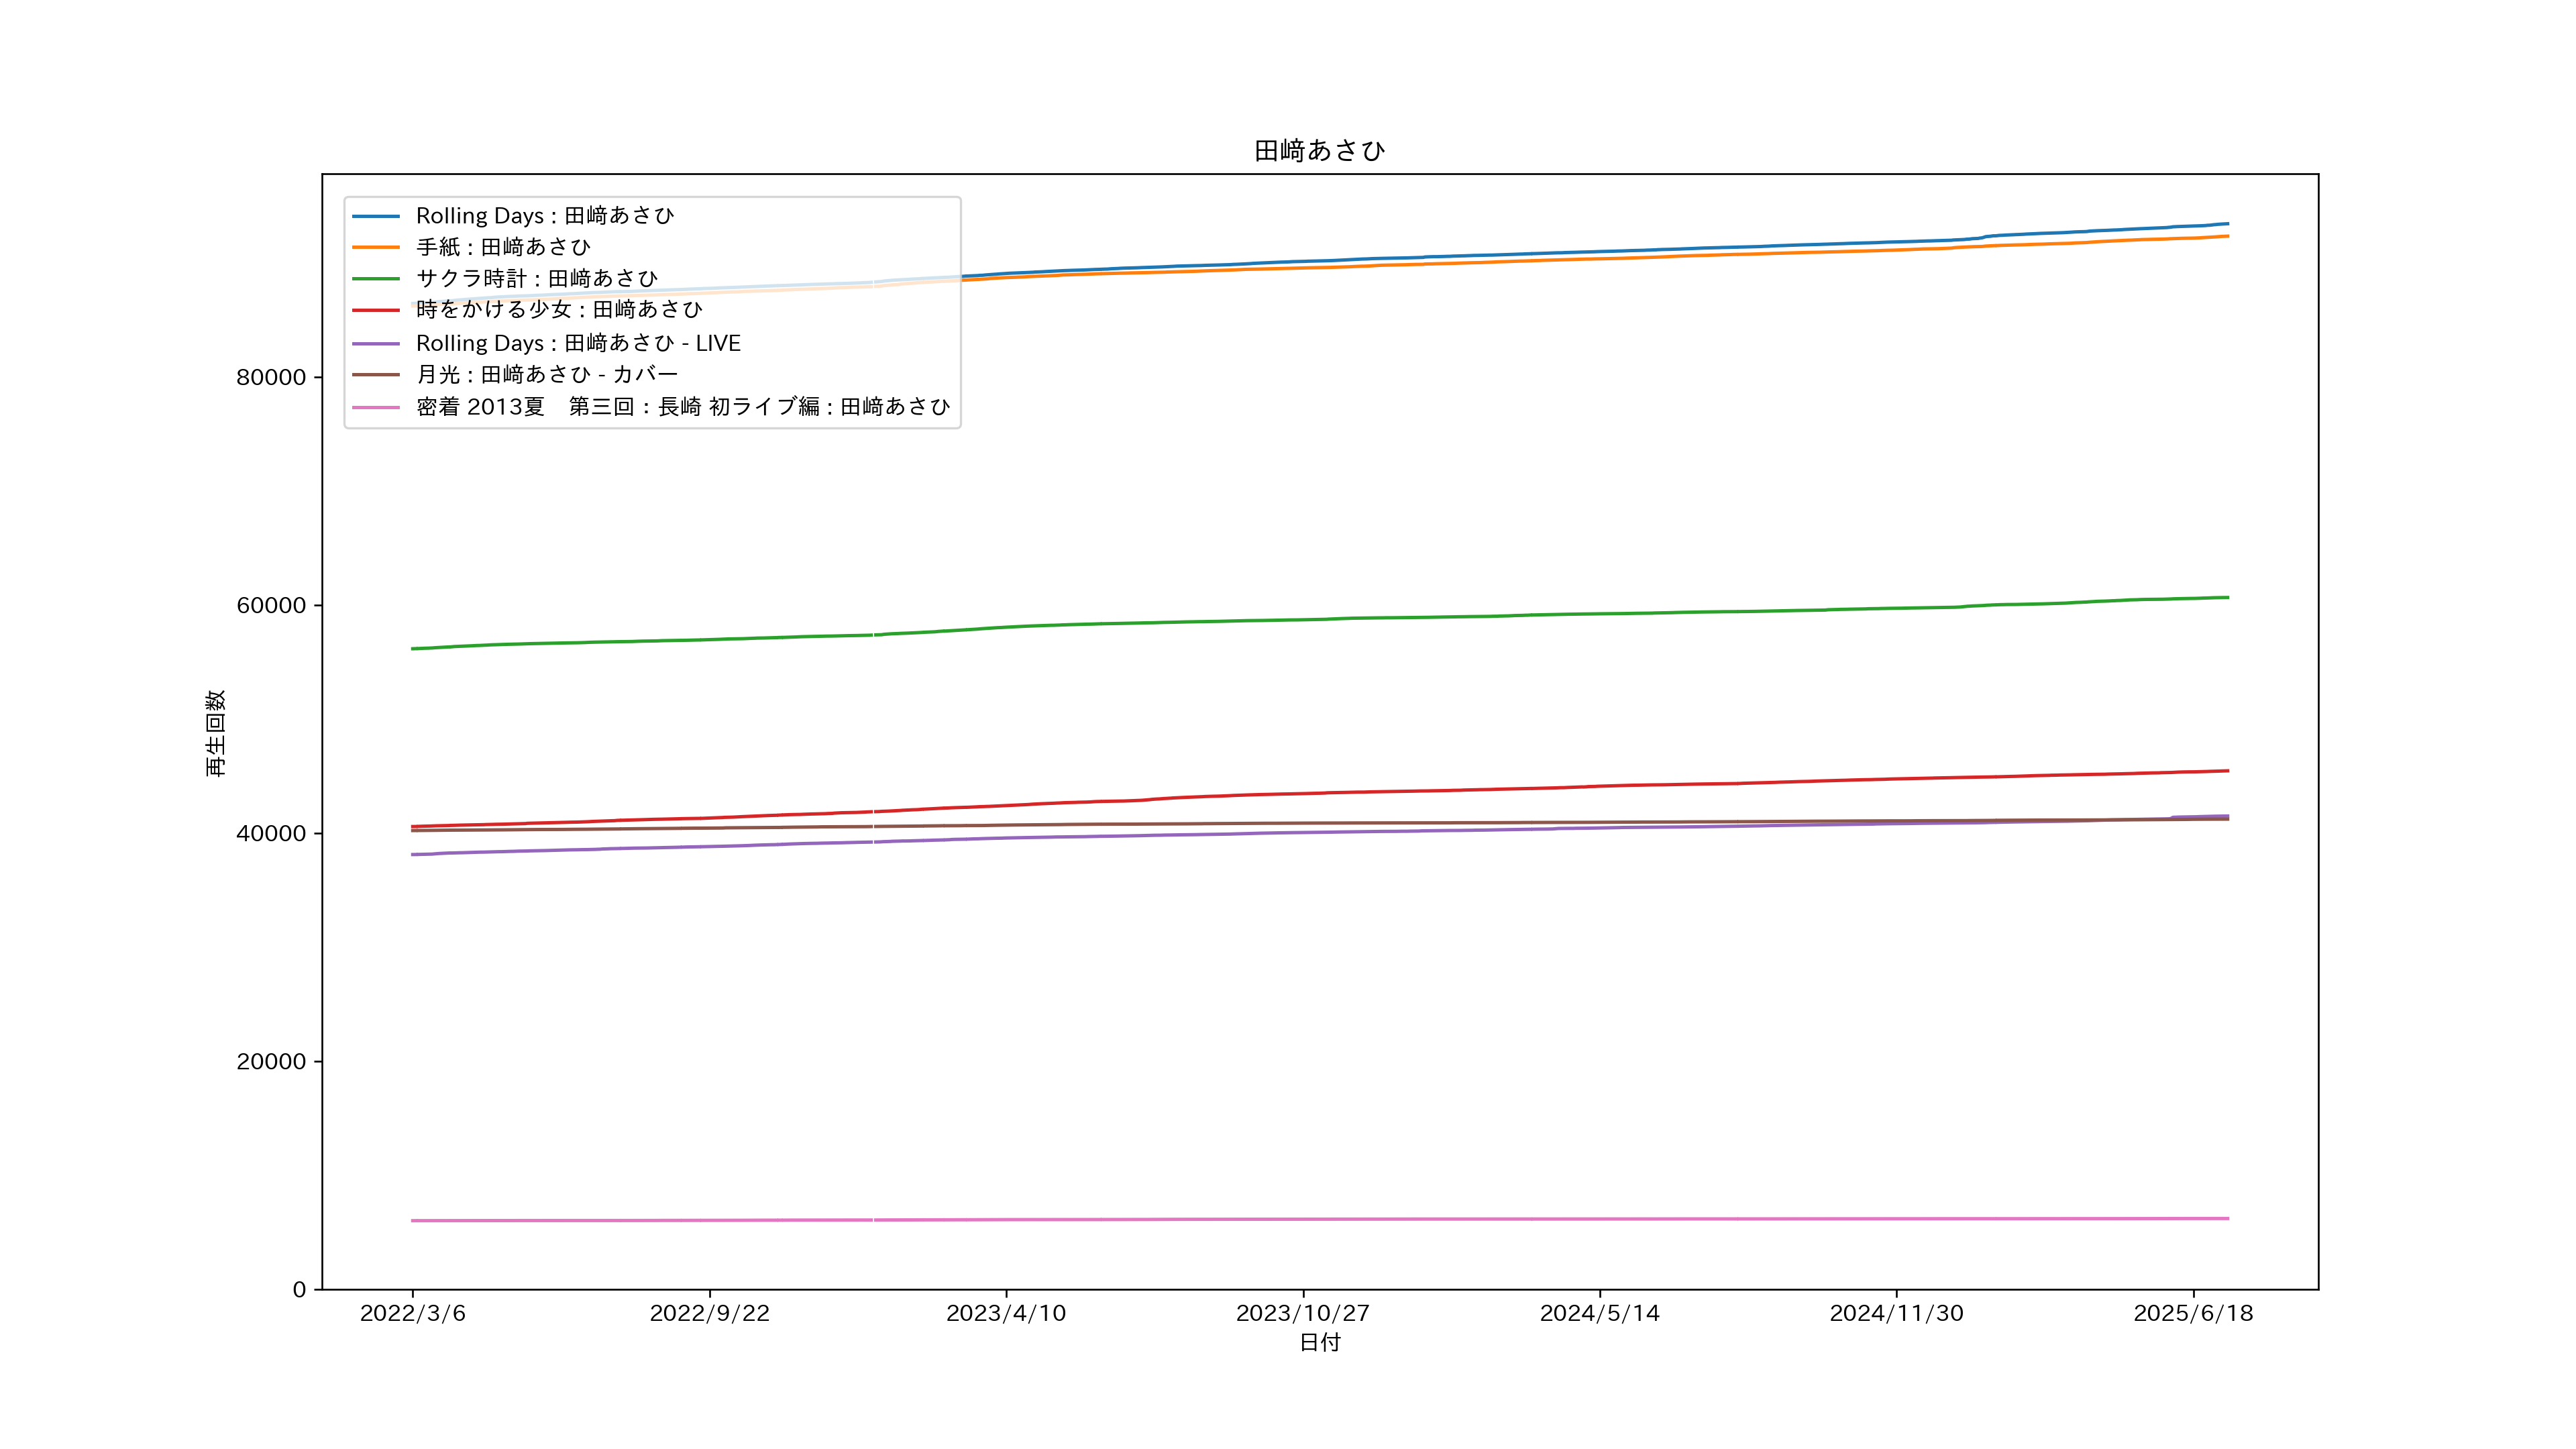 田﨑あさひ
Rolling Days : 田﨑あさひ
手紙 : 田﨑あさひ
サクラ時計 : 田﨑あさひ
時をかける少女 : 田﨑あさひ
Rolling Days : 田﨑あさひ - LIVE
月光 : 田﨑あさひ - カバー
密着 2013夏　第三回：長崎 初ライブ編 : 田﨑あさひ
80000
60000
40000
20000
0
再生回数
2022/3/6 2022/9/22 2023/4/10 2023/10/27 2024/5/14 2024/11/30 2025/6/18
日付